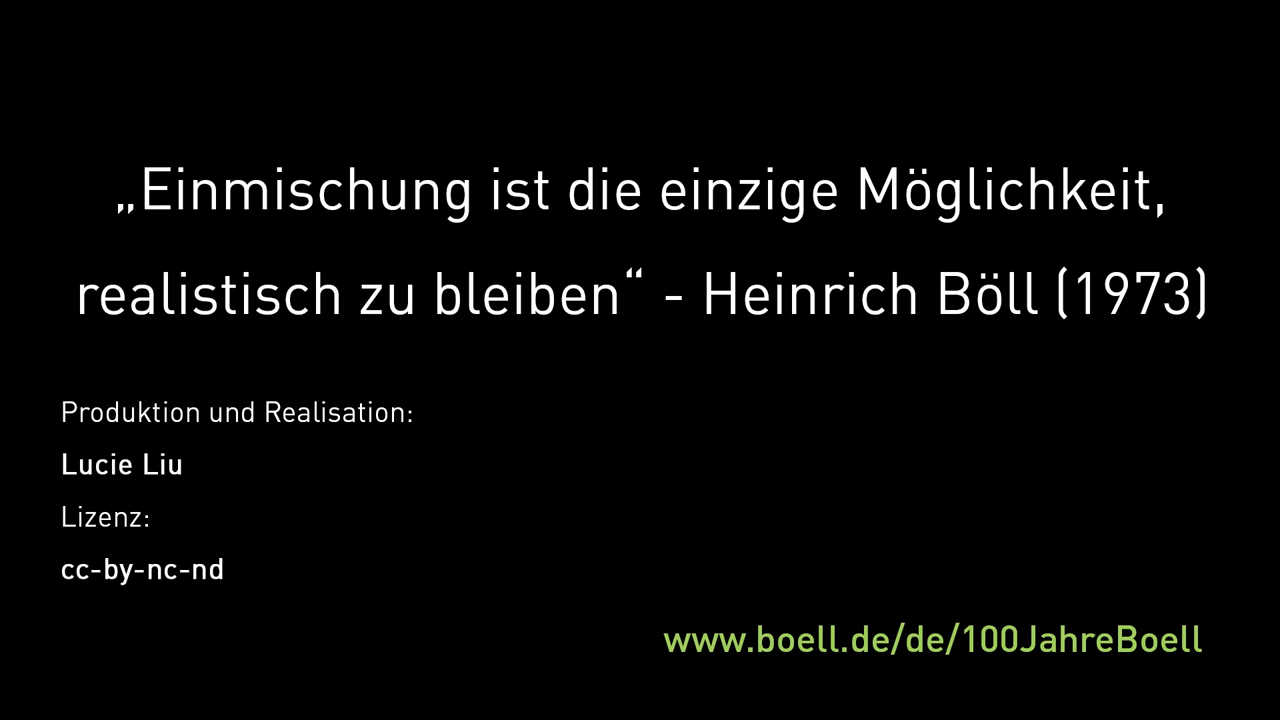 „Einmischung ist die einzige Möglichkeit,
realistisch zu bleiben“ - Heinrich Böll (1973)
Produktion und Realisation:
Lucie Liu
Lizenz:
cc-by-nc-nd
www.boell.de/de/100JahreBoell